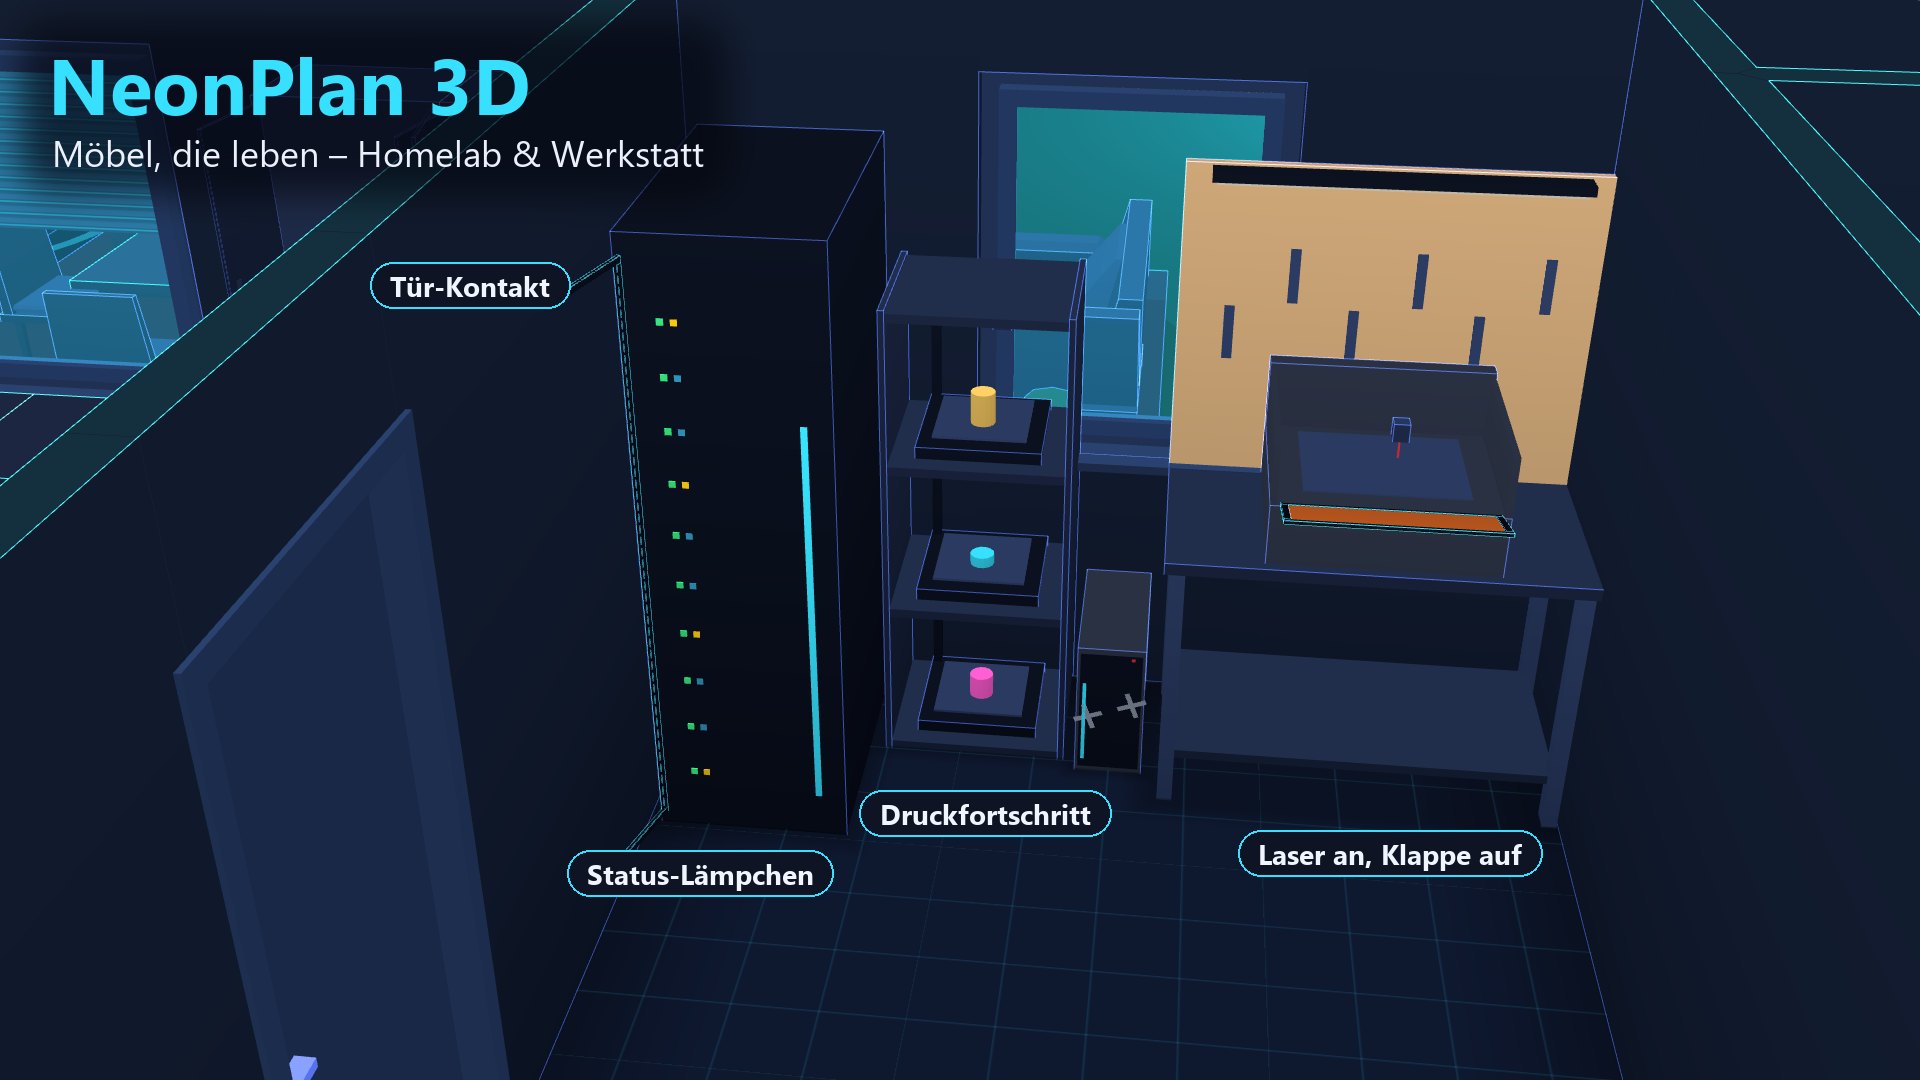 NeonPlan 3D
Möbel, die leben – Homelab & Werkstatt
Tür-Kontakt
Druckfortschritt
Laser an, Klappe auf
Status-Lämpchen